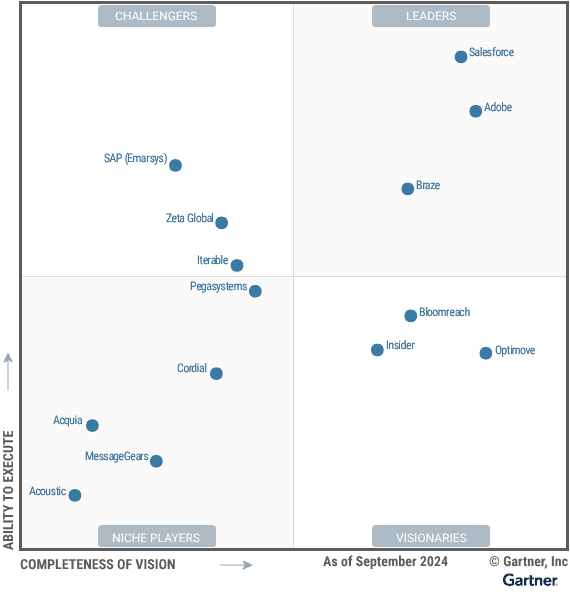 CHALLENGERS
LEADERS
Salesforce
Adobe
SAP (Emarsys)
Braze
Zeta Global
Iterable
Pegasystems
Bloomreach
Insider
Optimove
Cordial
Acquia
MessageGears
Acoustic
NICHE PLAYERS
VISIONARIES
ABILITY TO EXECUTE
COMPLETENESS OF VISION
As of September 2024
© Gartner, Inc
Gartner